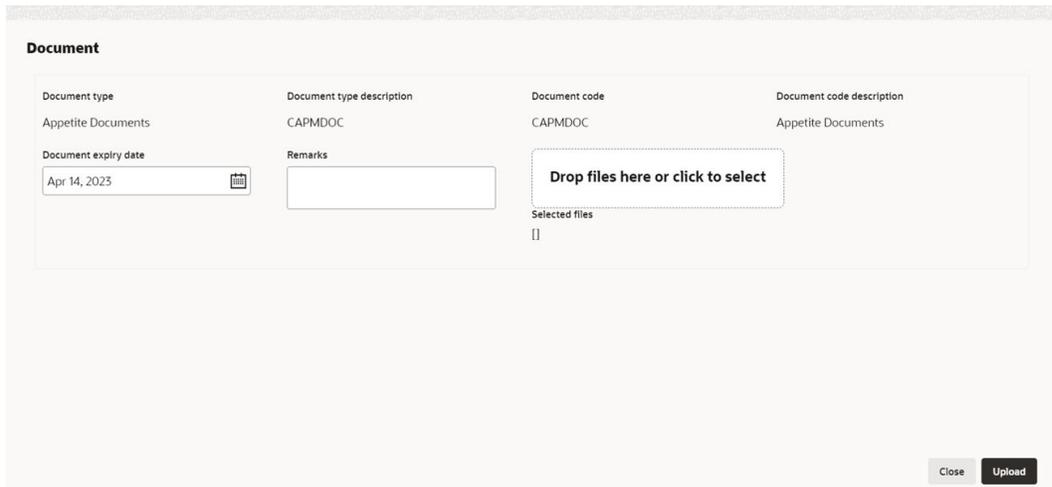 Document
Document type Document type description Document code Document code description
Appetite Documents CAPMDOC CAPMDOC Appetite Documents
Document expiry date Remarks
Apr 14, 2023
Drop files here or click to select
Selected files
[]
Close Upload